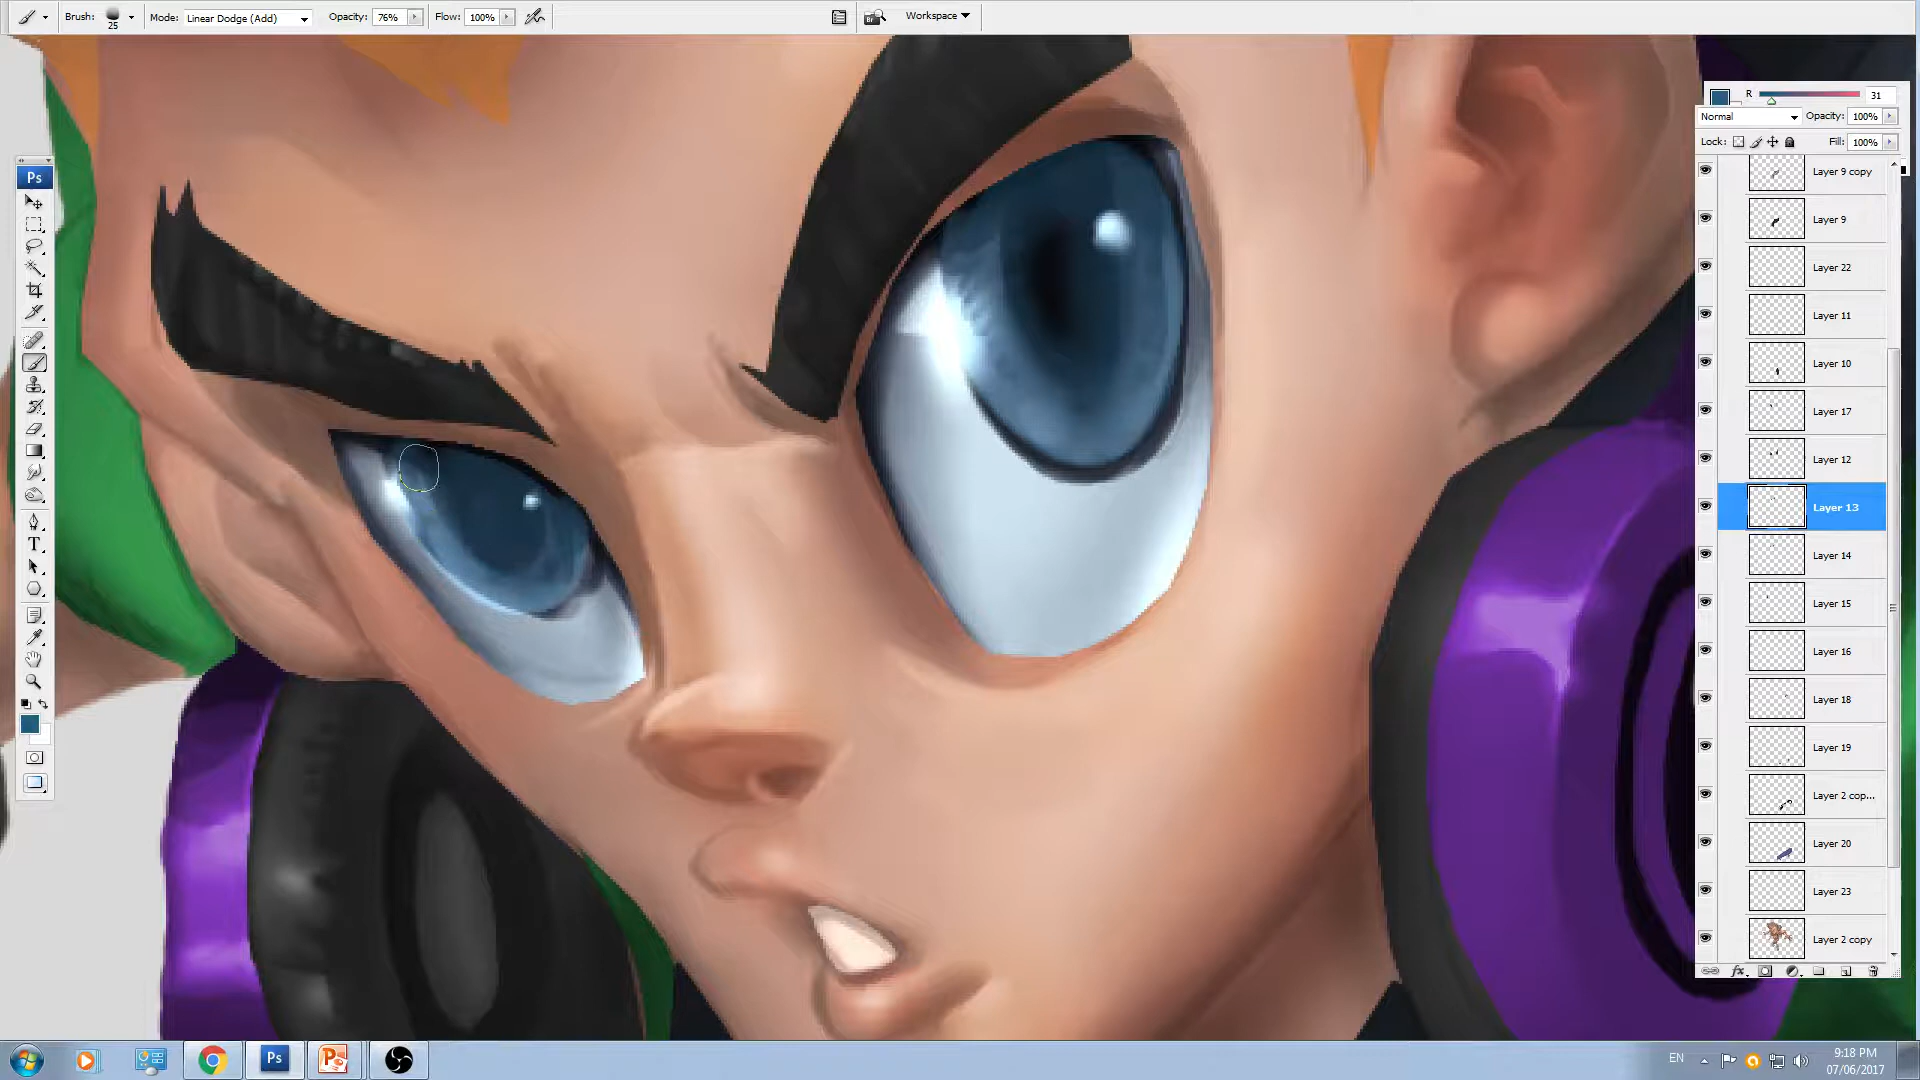 Brush: 25 Mode: Linear Dodge (Add) Opacity: 76% Flow: 100% Br Workspace
R 31
Normal Opacity: 100%
Lock: Fill: 100%
Ps
T
Layer 9 copy
Layer 9
Layer 22
Layer 11
Layer 10
Layer 17
Layer 12
Layer 13
Layer 14
Layer 15
Layer 16
Layer 18
Layer 19
Layer 2 cop...
Layer 20
Layer 23
Layer 2 copy
fx
Ps
EN
9:18 PM
07/06/2017